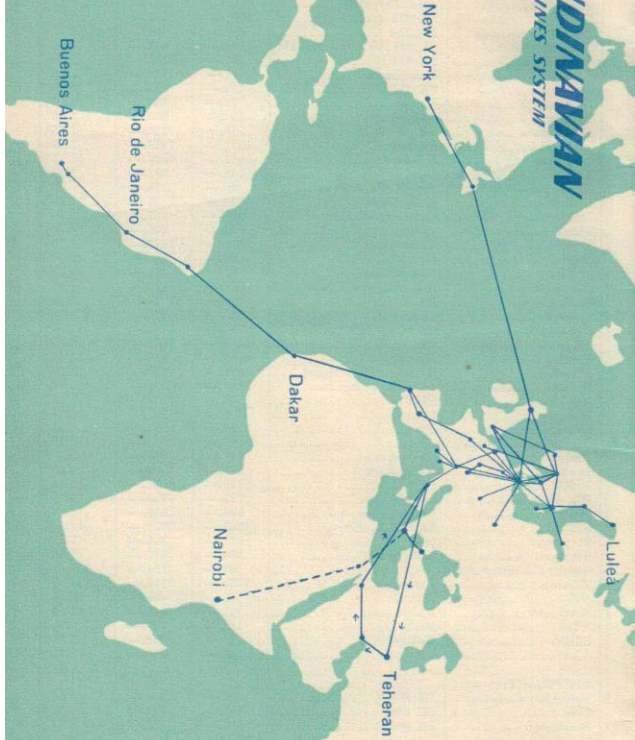 DINAVIAN
INES SYSTEM
New York
Luleå
Buenos Aires
Rio de Janeiro
Dakar
Teheran
Nairobi